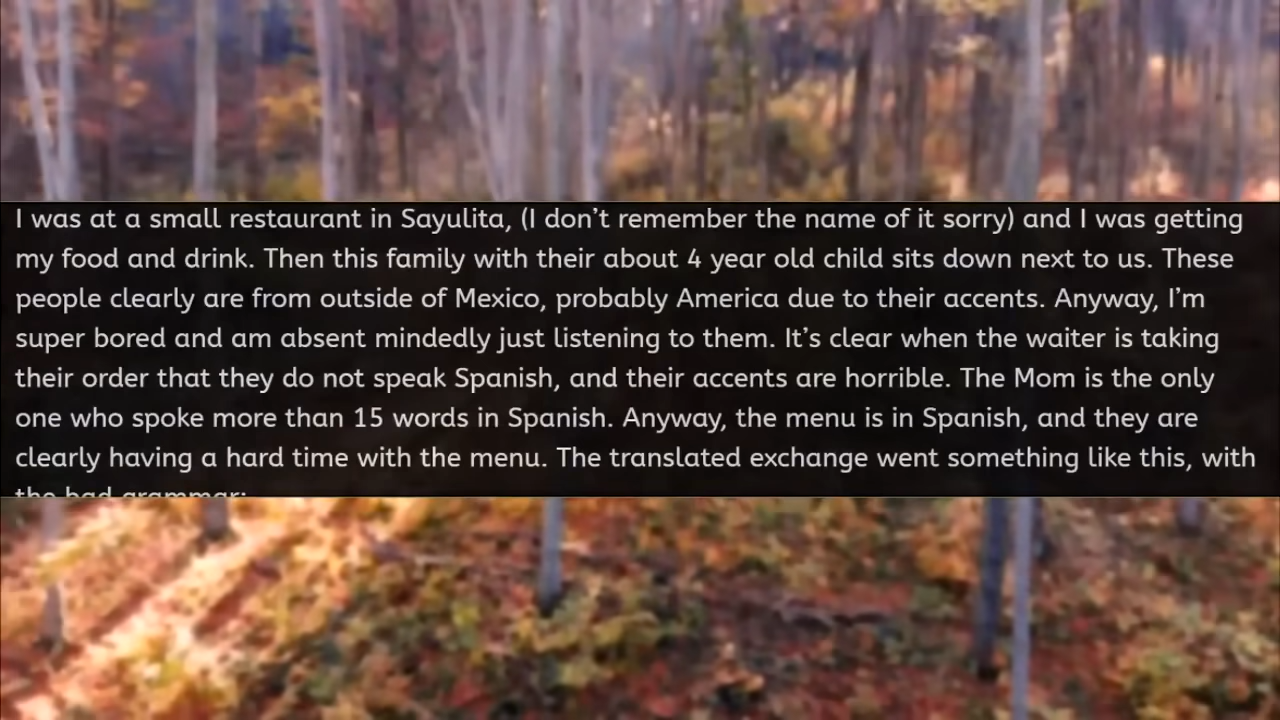 I was at a small restaurant in Sayulita, (I don’t remember the name of it sorry) and I was getting
my food and drink. Then this family with their about 4 year old child sits down next to us. These
people clearly are from outside of Mexico, probably America due to their accents. Anyway, I’m
super bored and am absent mindedly just listening to them. It’s clear when the waiter is taking
their order that they do not speak Spanish, and their accents are horrible. The Mom is the only
one who spoke more than 15 words in Spanish. Anyway, the menu is in Spanish, and they are
clearly having a hard time with the menu. The translated exchange went something like this, with
the bad grammar: